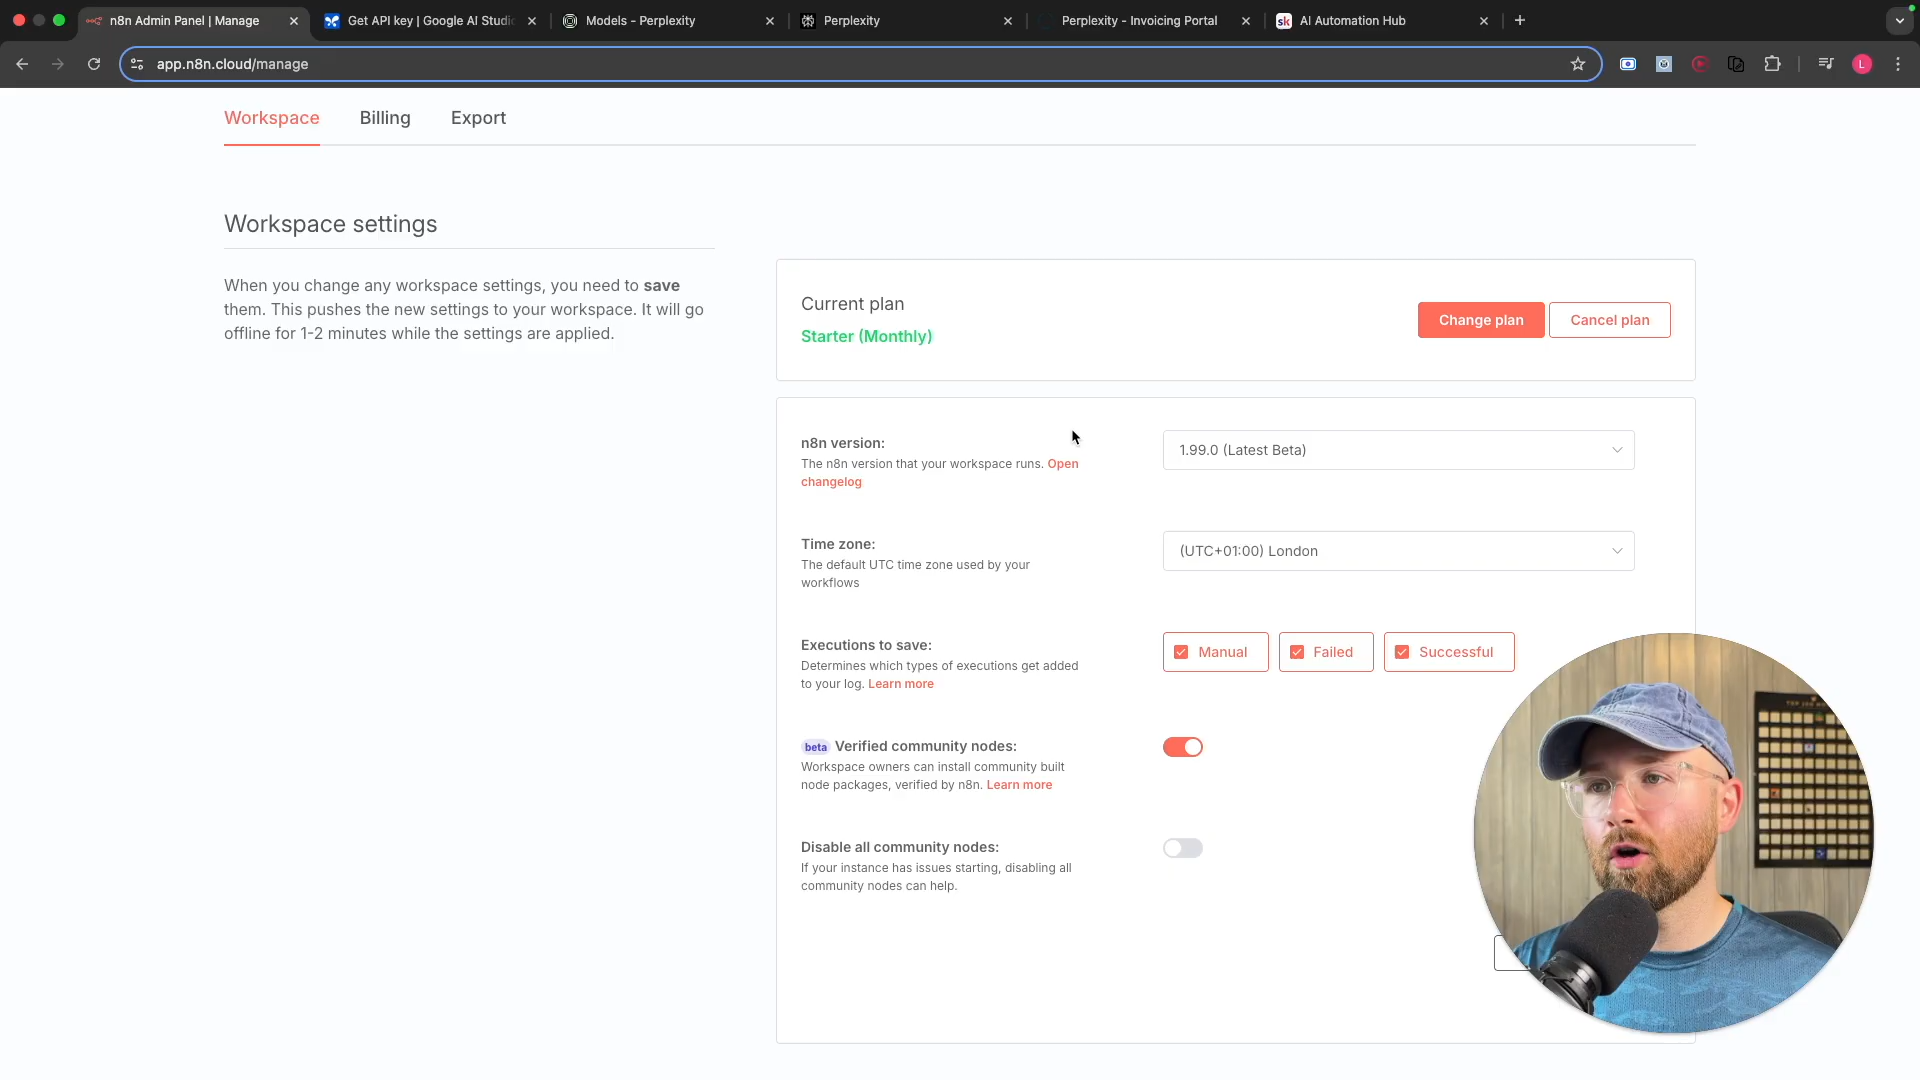 n8n Admin Panel | Manage
Get API key | Google AI Studi
Models - Perplexity
Perplexity
Perplexity - Invoicing Portal
sk
AI Automation Hub
app.n8n.cloud/manage
L
Workspace
Billing
Export
Workspace settings
When you change any workspace settings, you need to save
them. This pushes the new settings to your workspace. It will go
offline for 1-2 minutes while the settings are applied.
Current plan
Starter (Monthly)
Change plan
Cancel plan
n8n version:
The n8n version that your workspace runs. Open
changelog
1.99.0 (Latest Beta)
Time zone:
The default UTC time zone used by your
workflows
(UTC+01:00) London
Executions to save:
Determines which types of executions get added
to your log. Learn more
Manual
Failed
Successful
beta Verified community nodes:
Workspace owners can install community built
node packages, verified by n8n. Learn more
Disable all community nodes:
If your instance has issues starting, disabling all
community nodes can help.